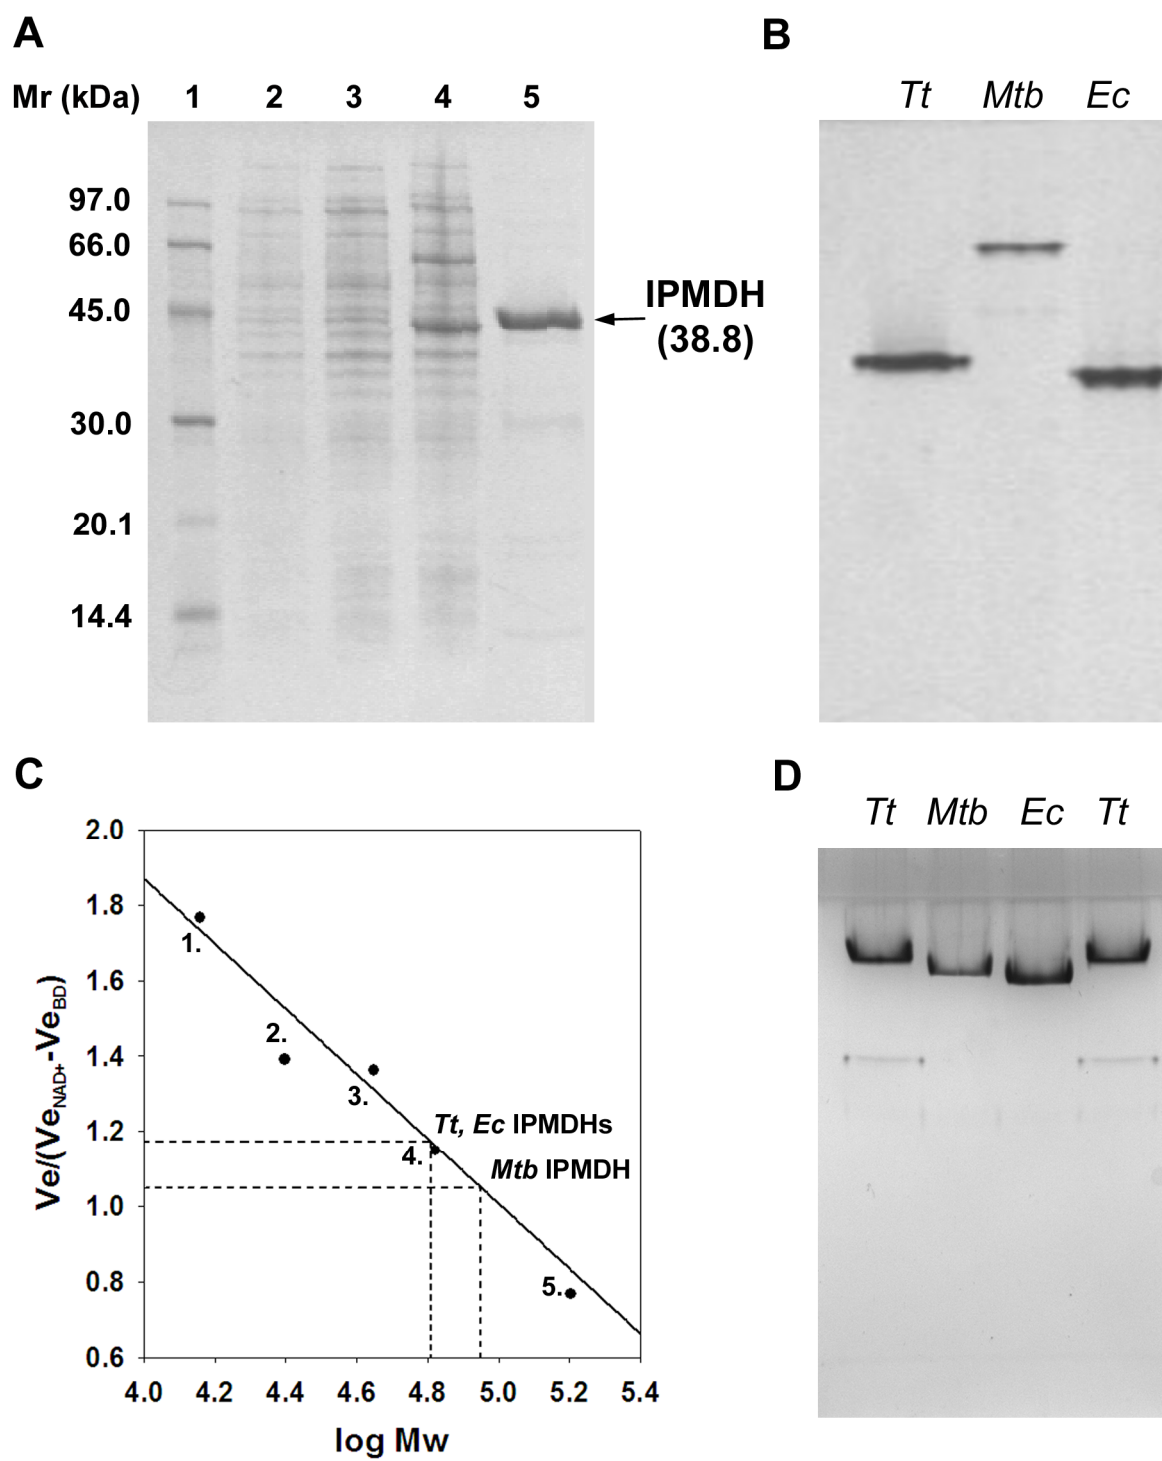 A
Mr (kDa) 1 2 3 4 5
97.0
66.0
45.0
30.0
20.1
14.4
IPMDH
(38.8)
B
Tt Mtb Ec
C
2.0
1.8
1.6
1.4
1.2
1.0
0.8
0.6
Ve/(VeNAD+-VeBD)
1.
2.
3.
4.
5.
Tt, Ec IPMDHs
Mtb IPMDH
4.0 4.2 4.4 4.6 4.8 5.0 5.2 5.4
log Mw
D
Tt Mtb Ec Tt